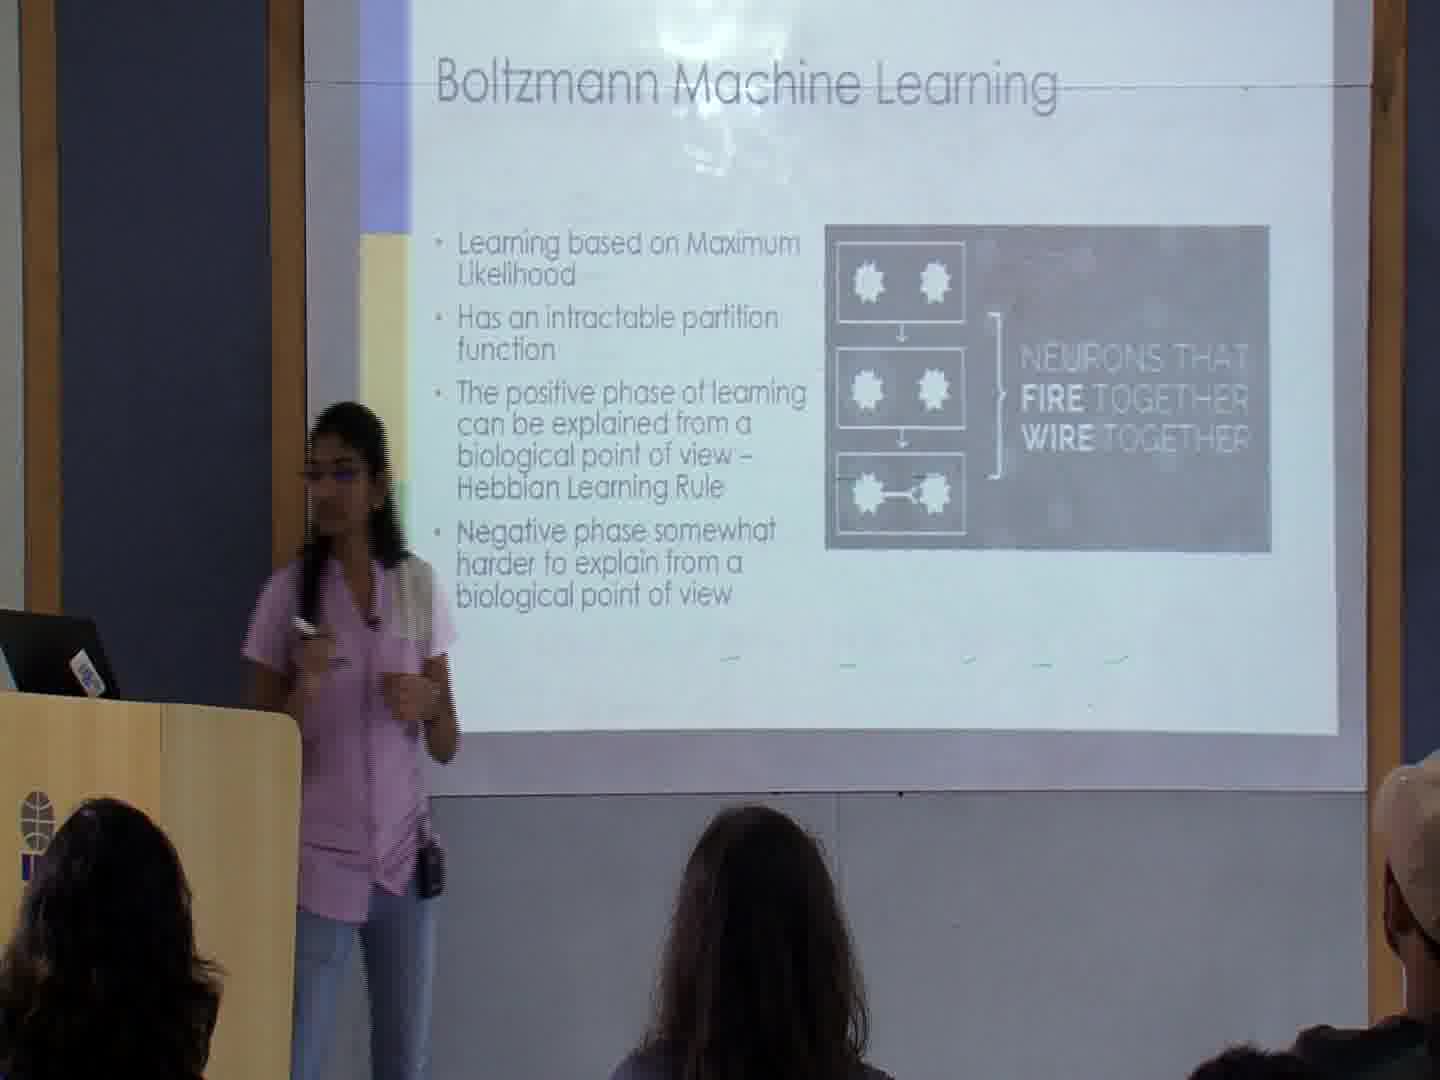 Boltzmann Machine Learning
• Learning based on Maximum
Likelihood
• Has an intractable partition
function
• The positive phase of learning
can be explained from a
biological point of view –
Hebbian Learning Rule
• Negative phase somewhat
harder to explain from a
biological point of view
NEURONS THAT
FIRE TOGETHER
WIRE TOGETHER